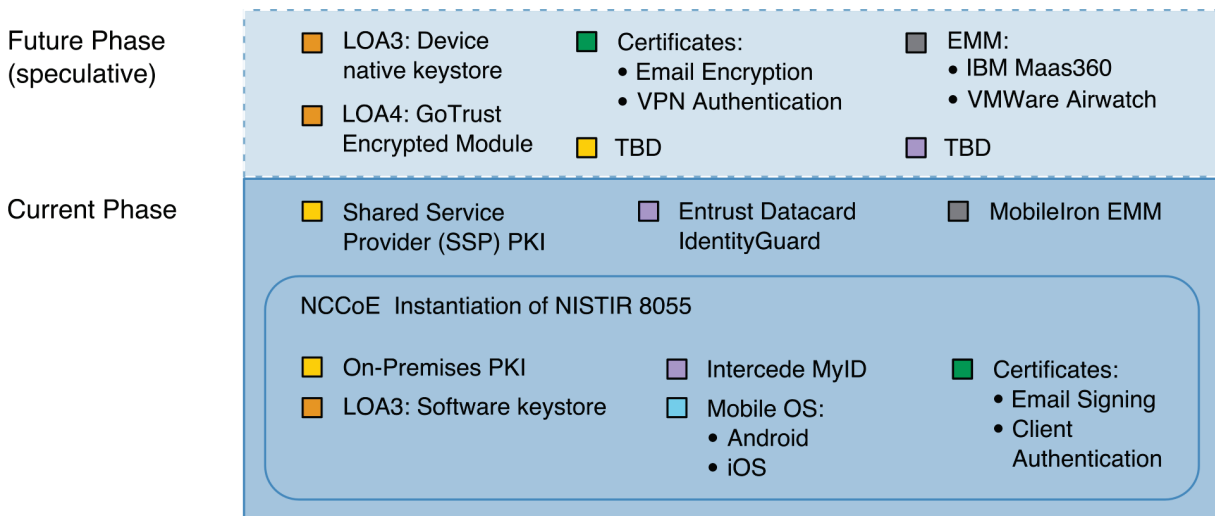 Future Phase
(speculative)
LOA3: Device
native keystore
LOA4: GoTrust
Encrypted Module
Certificates:
• Email Encryption
• VPN Authentication
TBD
EMM:
• IBM Maas360
• VMWare Airwatch
TBD
Current Phase
Shared Service
Provider (SSP) PKI
Entrust Datacard
IdentityGuard
MobileIron EMM
NCCoE Instantiation of NISTIR 8055
On-Premises PKI
LOA3: Software keystore
Intercede MyID
Mobile OS:
• Android
• iOS
Certificates:
• Email Signing
• Client
Authentication